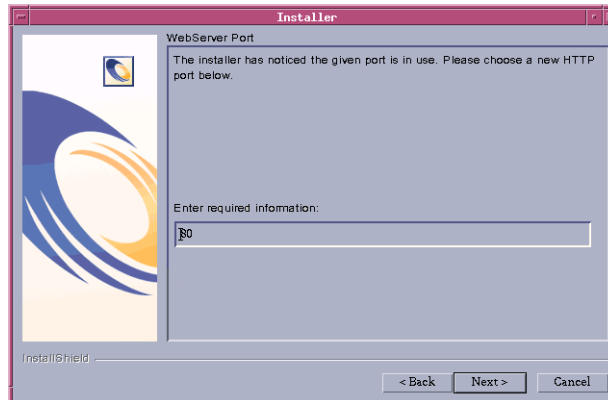 Installer
WebServer Port
The installer has noticed the given port is in use. Please choose a new HTTP
port below.
Enter required information:
80
InstallShield
< Back
Next >
Cancel